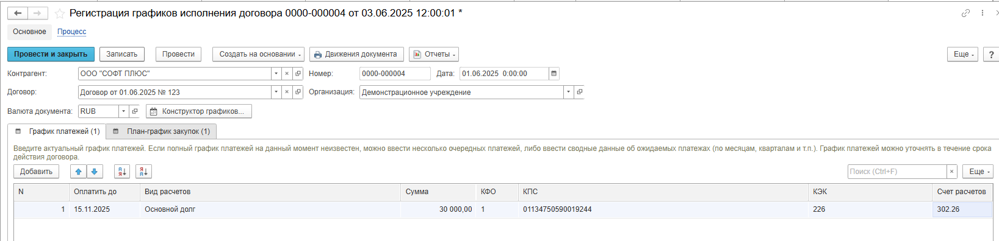 Регистрация графиков исполнения договора 0000-000004 от 03.06.2025 12:00:01 *
Основное Процесс
Провести и закрыть Записать Провести Создать на основании Движения документа Отчеты Еще ?
Контрагент: ООО "СОФТ ПЛЮС" Номер: 0000-000004 Дата: 01.06.2025 0:00:00
Договор: Договор от 01.06.2025 № 123 Организация: Демонстрационное учреждение
Валюта документа: RUB Конструктор графиков...
График платежей (1) План-график закупок (1)
Введите актуальный график платежей. Если полный график платежей на данный момент неизвестен, можно ввести несколько очередных платежей, либо ввести сводные данные об ожидаемых платежах (по месяцам, кварталам и т.п.). График платежей можно уточнять в течение срока
действия договора.
Добавить Поиск (Ctrl+F) Еще
N Оплатить до Вид расчетов Сумма КФО КПС КЭК Счет расчетов
1 15.11.2025 Основной долг 30 000,00 1 01134750590019244 226 302.26